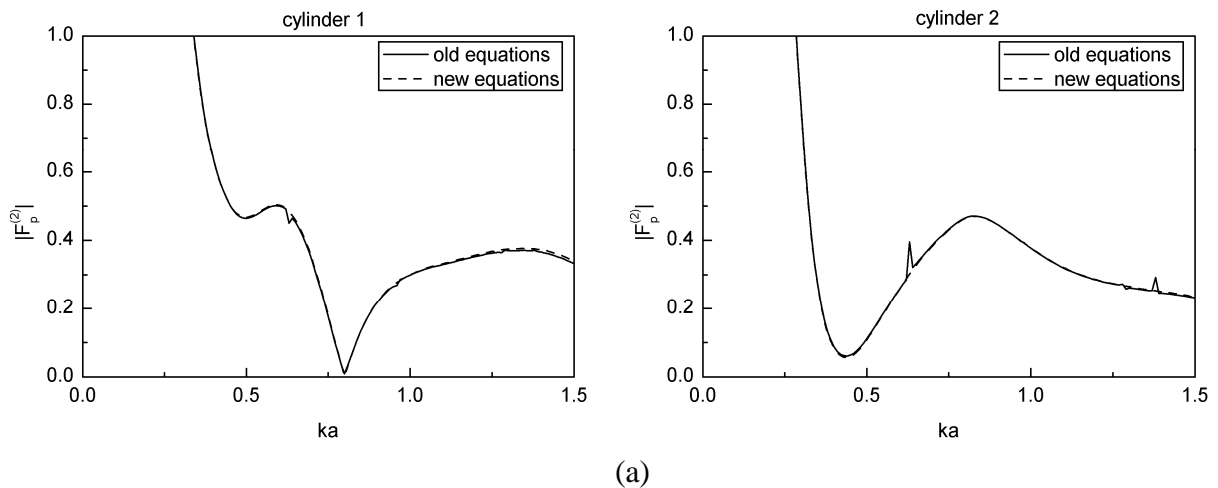 cylinder 1
1.0
0.8
0.6
0.4
0.2
0.0
|F_p^(2)|
old equations
new equations
0.0 0.5 1.0 1.5
ka
cylinder 2
1.0
0.8
0.6
0.4
0.2
0.0
|F_p^(2)|
old equations
new equations
0.0 0.5 1.0 1.5
ka
(a)